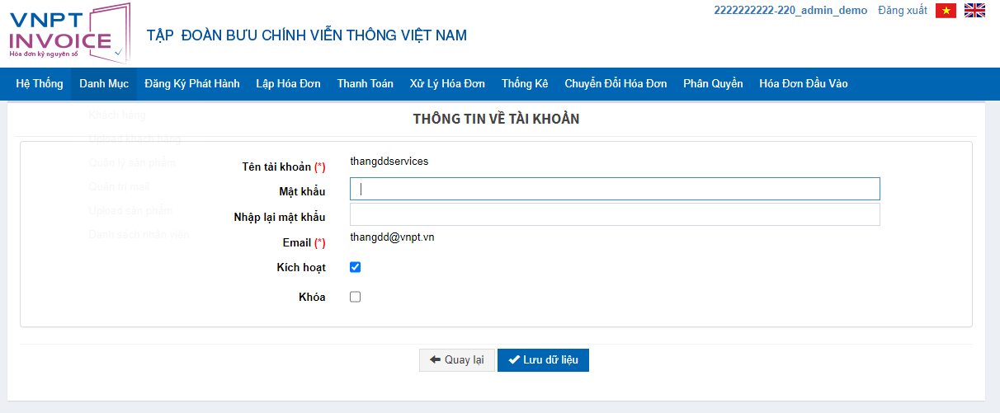 VNPT
INVOICE
Hóa đơn kỷ nguyên số
TẬP ĐOÀN BƯU CHÍNH VIỄN THÔNG VIỆT NAM
2222222222-220_admin_demo Đăng xuất
Hệ Thống Danh Mục Đăng Ký Phát Hành Lập Hóa Đơn Thanh Toán Xử Lý Hóa Đơn Thống Kê Chuyển Đổi Hóa Đơn Phân Quyền Hóa Đơn Đầu Vào
Khách hàng
Upload khách hàng
Quản lý sản phẩm
Quản trị mail
Upload sản phẩm
Danh sách nhân viên
THÔNG TIN VỀ TÀI KHOẢN
Tên tài khoản (*) thangddservices
Mật khẩu
Nhập lại mật khẩu
Email (*) thangdd@vnpt.vn
Kích hoạt
Khóa
Quay lại Lưu dữ liệu